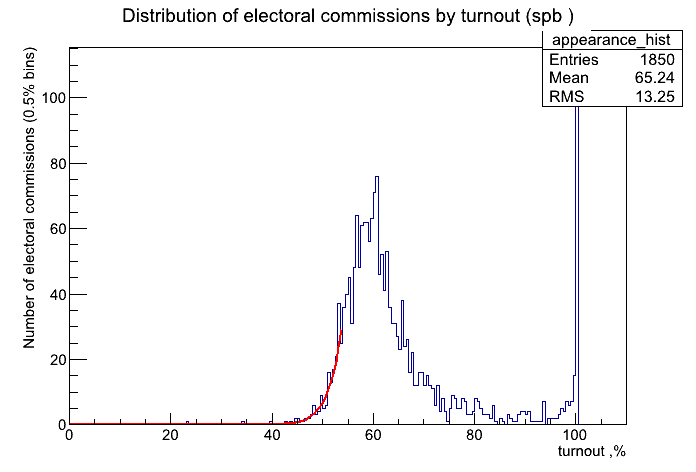 Distribution of electoral commissions by turnout (spb )
appearance_hist
Entries 1850
Mean 65.24
RMS 13.25
Number of electoral commissions (0.5% bins)
100
80
60
40
20
0
0 20 40 60 80 100
turnout ,%